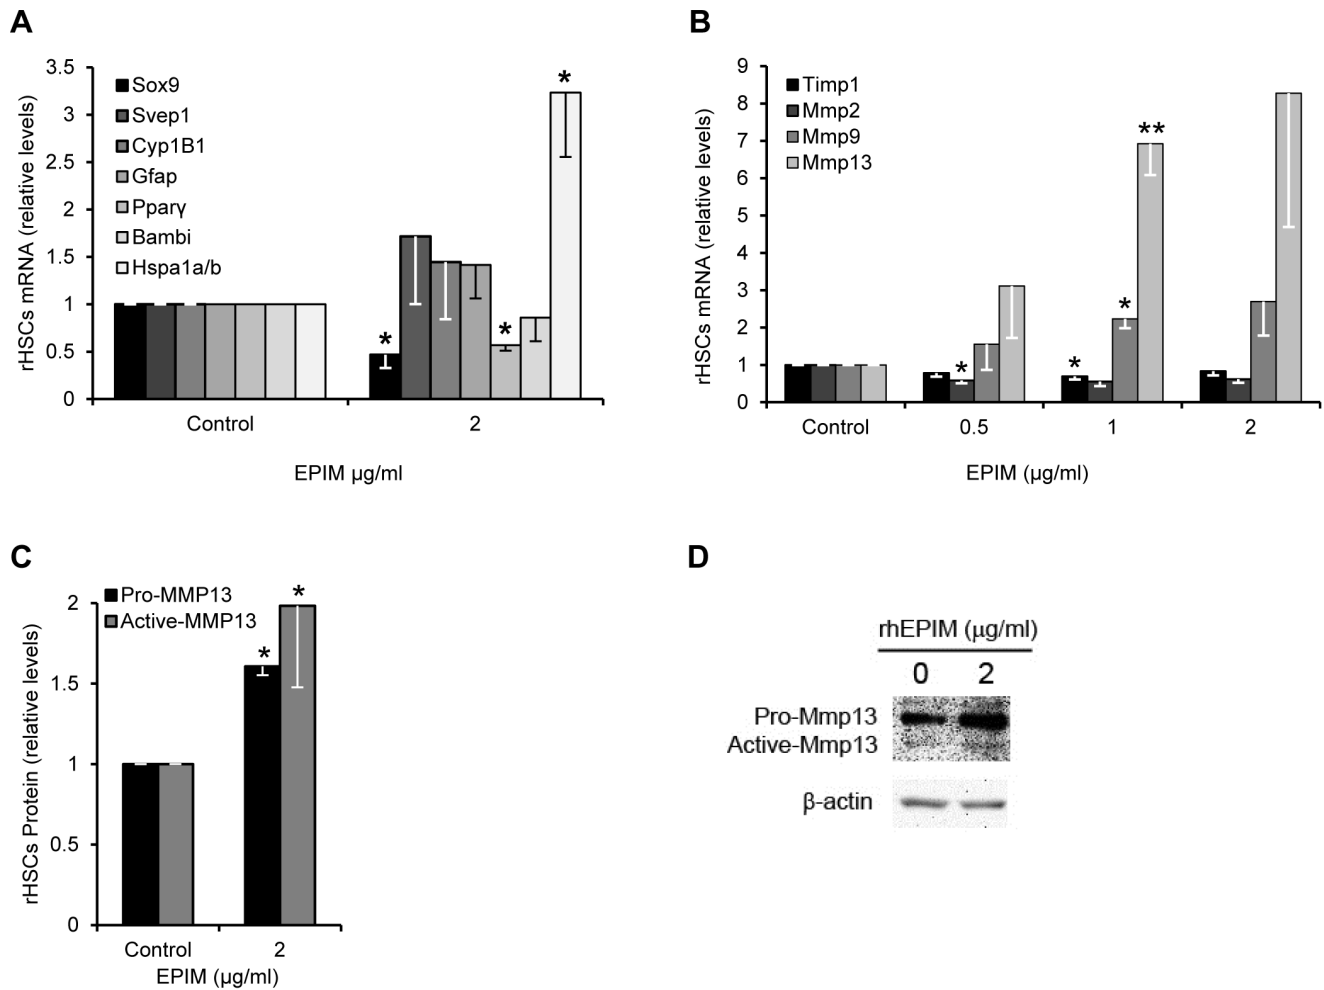 A
rHSCs mRNA (relative levels)
3.5
3
2.5
2
1.5
1
0.5
0
Sox9
Svep1
Cyp1B1
Gfap
Pparγ
Bambi
Hspa1a/b
*
*
*
Control
2
EPIM µg/ml
B
rHSCs mRNA (relative levels)
9
8
7
6
5
4
3
2
1
0
Timp1
Mmp2
Mmp9
Mmp13
*
*
*
**
Control
0.5
1
2
EPIM (µg/ml)
C
rHSCs Protein (relative levels)
2
1.5
1
0.5
0
Pro-MMP13
Active-MMP13
*
*
Control
2
EPIM (µg/ml)
D
rhEPIM (µg/ml)
0 2
Pro-Mmp13
Active-Mmp13
β-actin